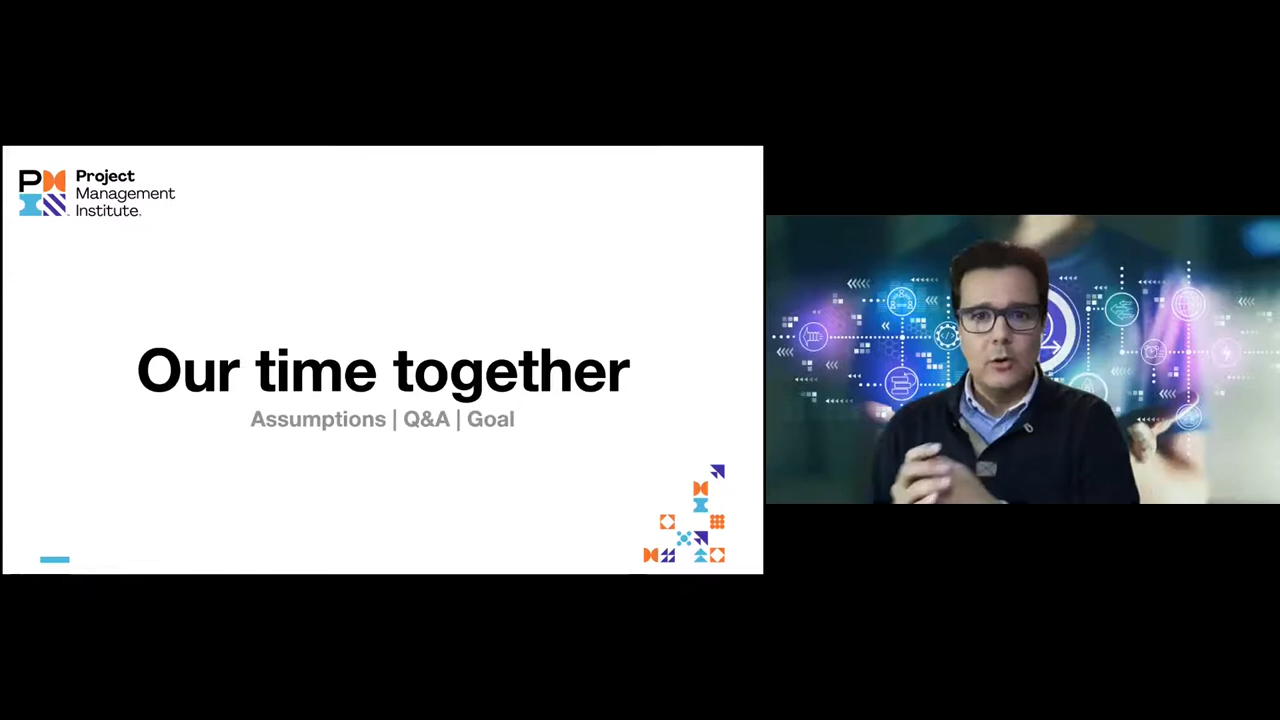 Project
Management
Institute.
Our time together
Assumptions | Q&A | Goal